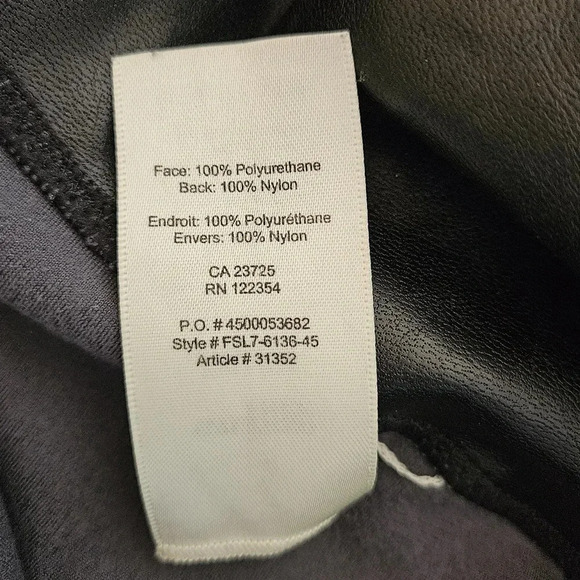 Face: 100% Polyurethane
Back: 100% Nylon
Endroit: 100% Polyuréthane
Envers: 100% Nylon
CA 23725
RN 122354
P.O. # 4500053682
Style # FSL7-6136-45
Article # 31352